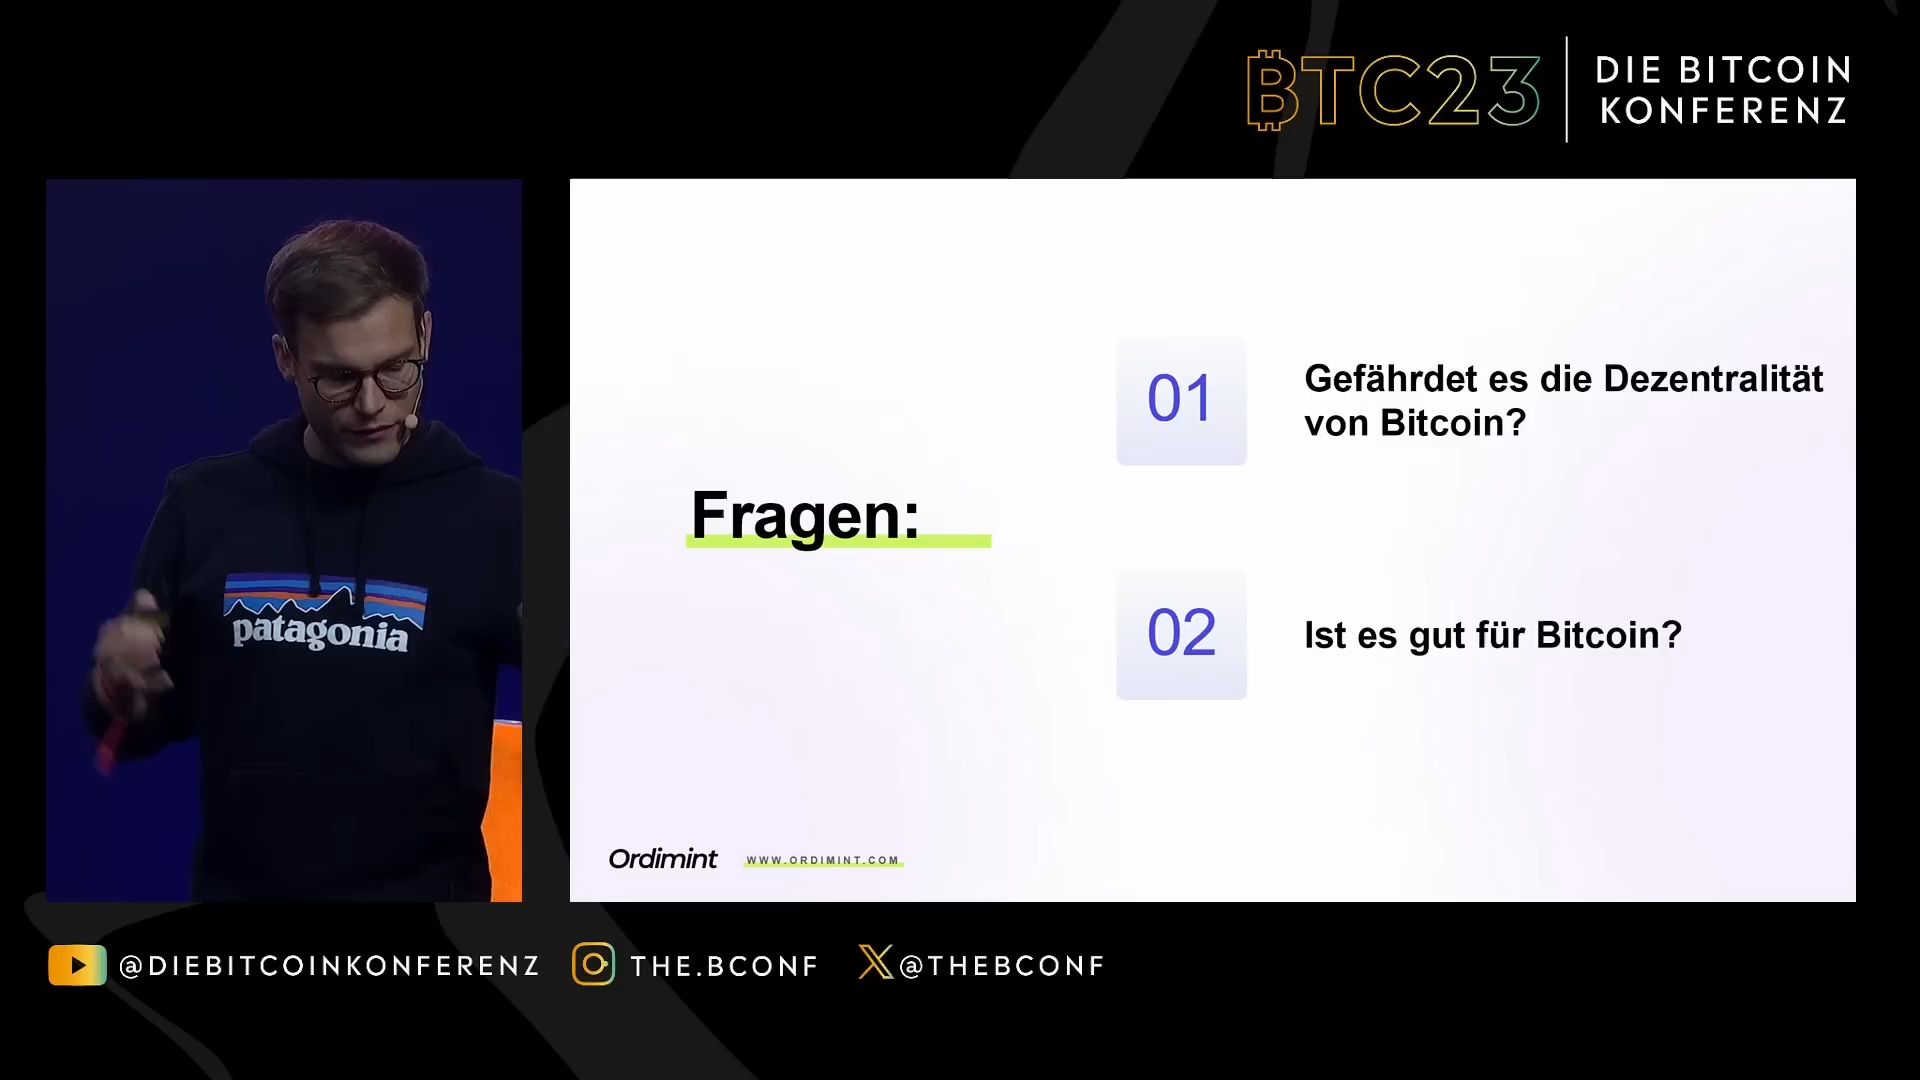 BTC23
DIE BITCOIN
KONFERENZ
patagonia
Fragen:
01
Gefährdet es die Dezentralität
von Bitcoin?
02
Ist es gut für Bitcoin?
Ordimint
WWW.ORDIMINT.COM
@DIEBITCOINKONFERENZ
THE.BCONF
@THEBCONF